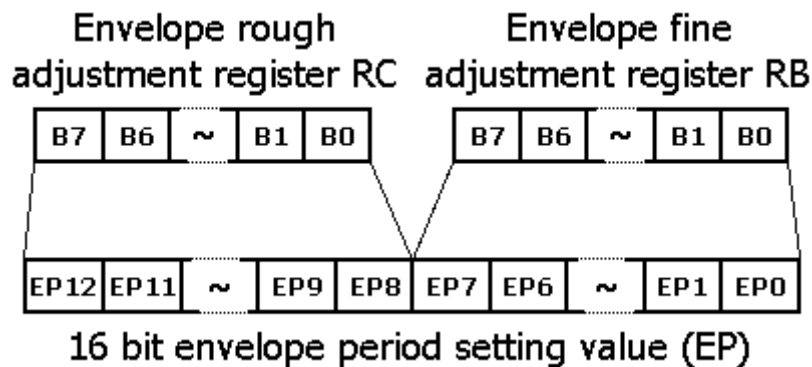 Envelope rough
adjustment register RC
Envelope fine
adjustment register RB
B7 B6 ~ B1 B0
B7 B6 ~ B1 B0
EP12 EP11 ~ EP9 EP8 EP7 EP6 ~ EP1 EP0
16 bit envelope period setting value (EP)